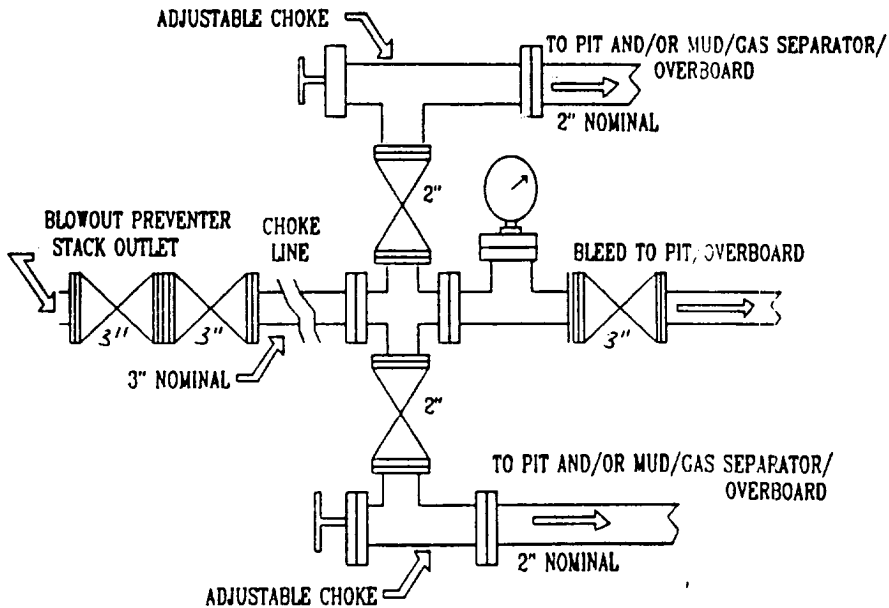 ADJUSTABLE CHOKE
TO PIT AND/OR MUD/GAS SEPARATOR/
OVERBOARD
2" NOMINAL
2"
BLOWOUT PREVENTER
STACK OUTLET
CHOKE
LINE
BLEED TO PIT, OVERBOARD
3"
3"
3"
3" NOMINAL
2"
TO PIT AND/OR MUD/GAS SEPARATOR/
OVERBOARD
2" NOMINAL
ADJUSTABLE CHOKE